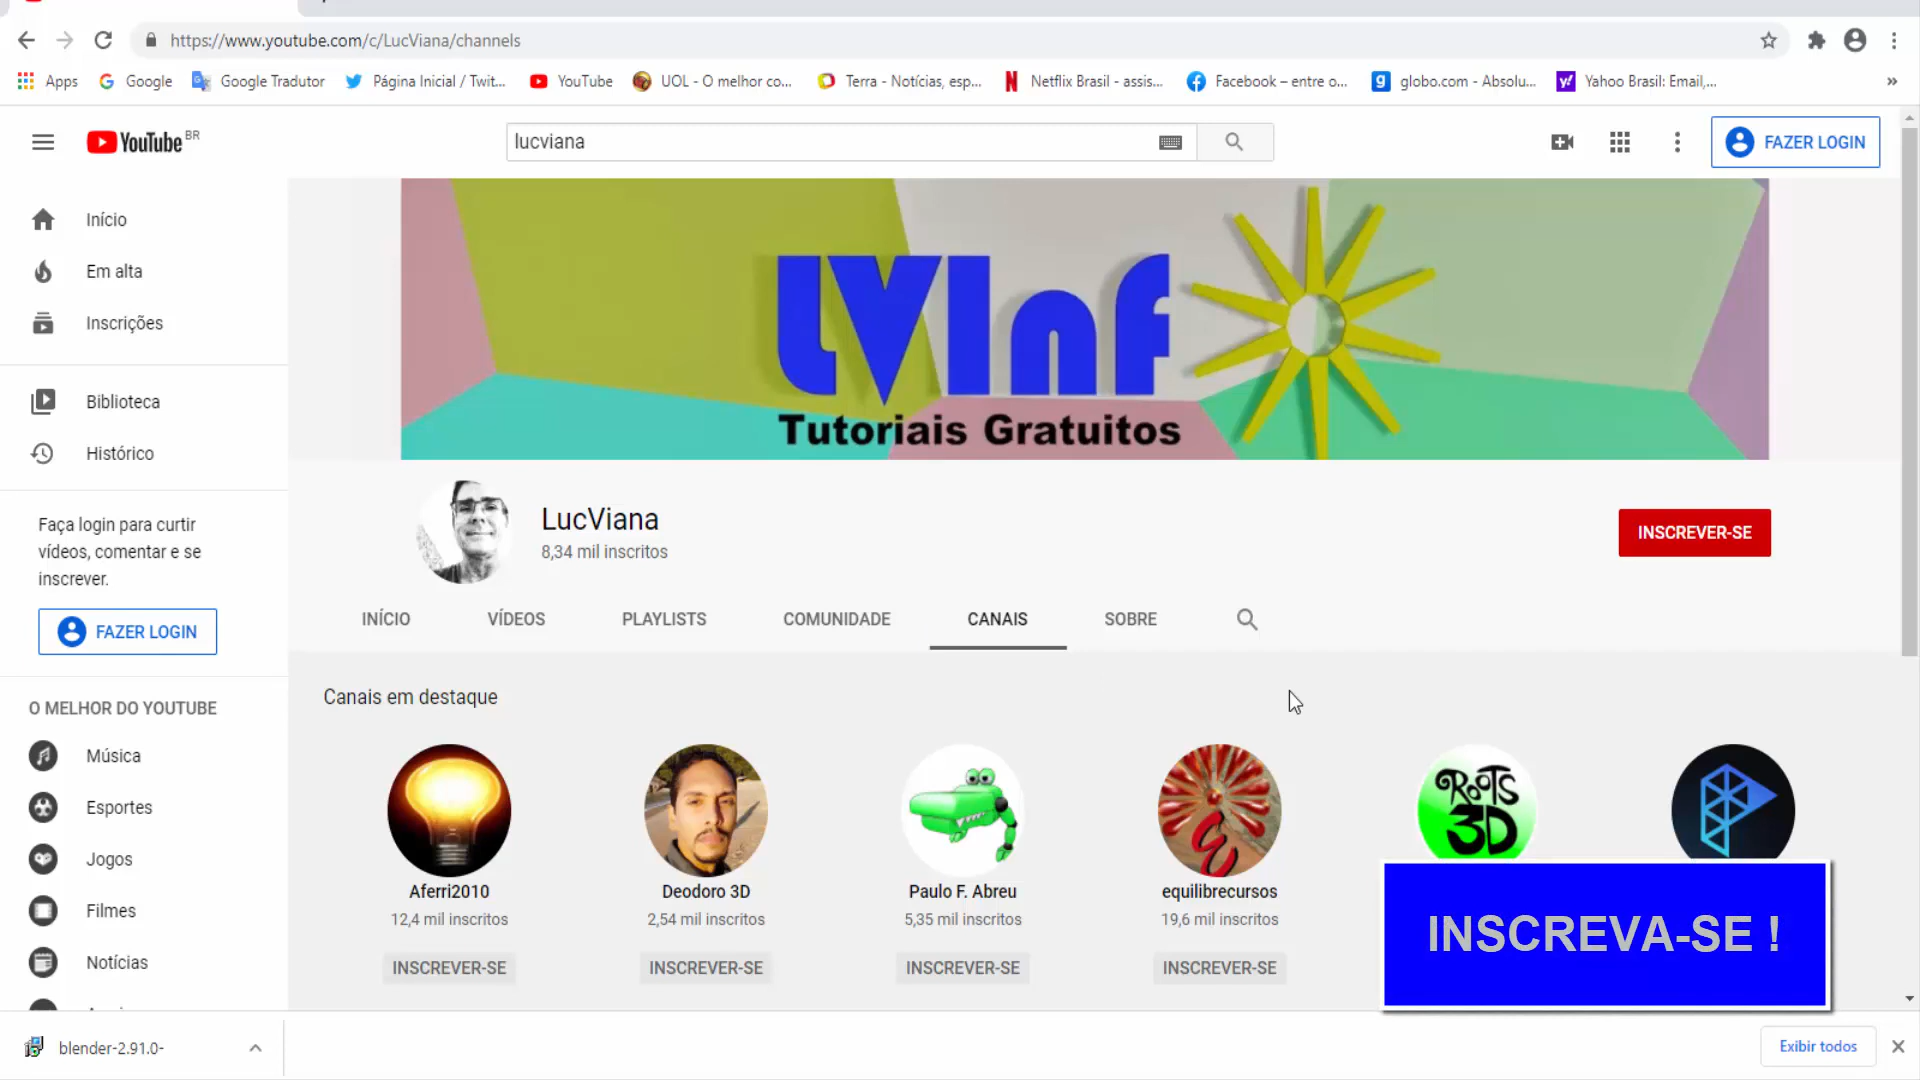 https://www.youtube.com/c/LucViana/channels
Apps
Google
Google Tradutor
Página Inicial / Twit...
YouTube
UOL - O melhor co...
Terra - Notícias, esp...
Netflix Brasil - assis...
Facebook – entre o...
globo.com - Absolu...
Yahoo Brasil: Email,...
»
YouTube BR
lucviana
FAZER LOGIN
Início
Em alta
Inscrições
Biblioteca
Histórico
Faça login para curtir
vídeos, comentar e se
inscrever.
FAZER LOGIN
O MELHOR DO YOUTUBE
Música
Esportes
Jogos
Filmes
Notícias
LVInf
Tutoriais Gratuitos
LucViana
8,34 mil inscritos
INSCREVER-SE
INÍCIO
VÍDEOS
PLAYLISTS
COMUNIDADE
CANAIS
SOBRE
Canais em destaque
Aferri2010
12,4 mil inscritos
INSCREVER-SE
Deodoro 3D
2,54 mil inscritos
INSCREVER-SE
Paulo F. Abreu
5,35 mil inscritos
INSCREVER-SE
equilibrecursos
19,6 mil inscritos
INSCREVER-SE
ROOTS
3D
INSCREVA-SE !
blender-2.91.0-
Exibir todos